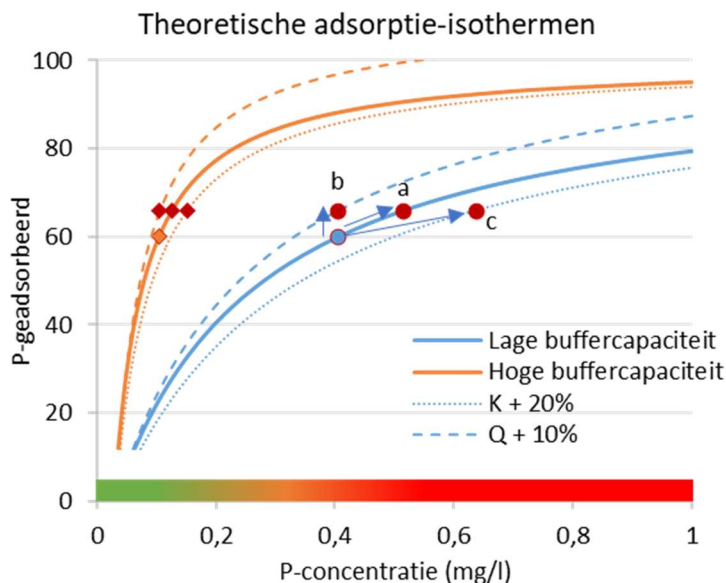 Theoretische adsorptie-isothermen
P-geadsorbeerd
100
80
60
40
20
0
b
a
c
Lage buffercapaciteit
Hoge buffercapaciteit
K + 20%
Q + 10%
0 0,2 0,4 0,6 0,8 1
P-concentratie (mg/l)